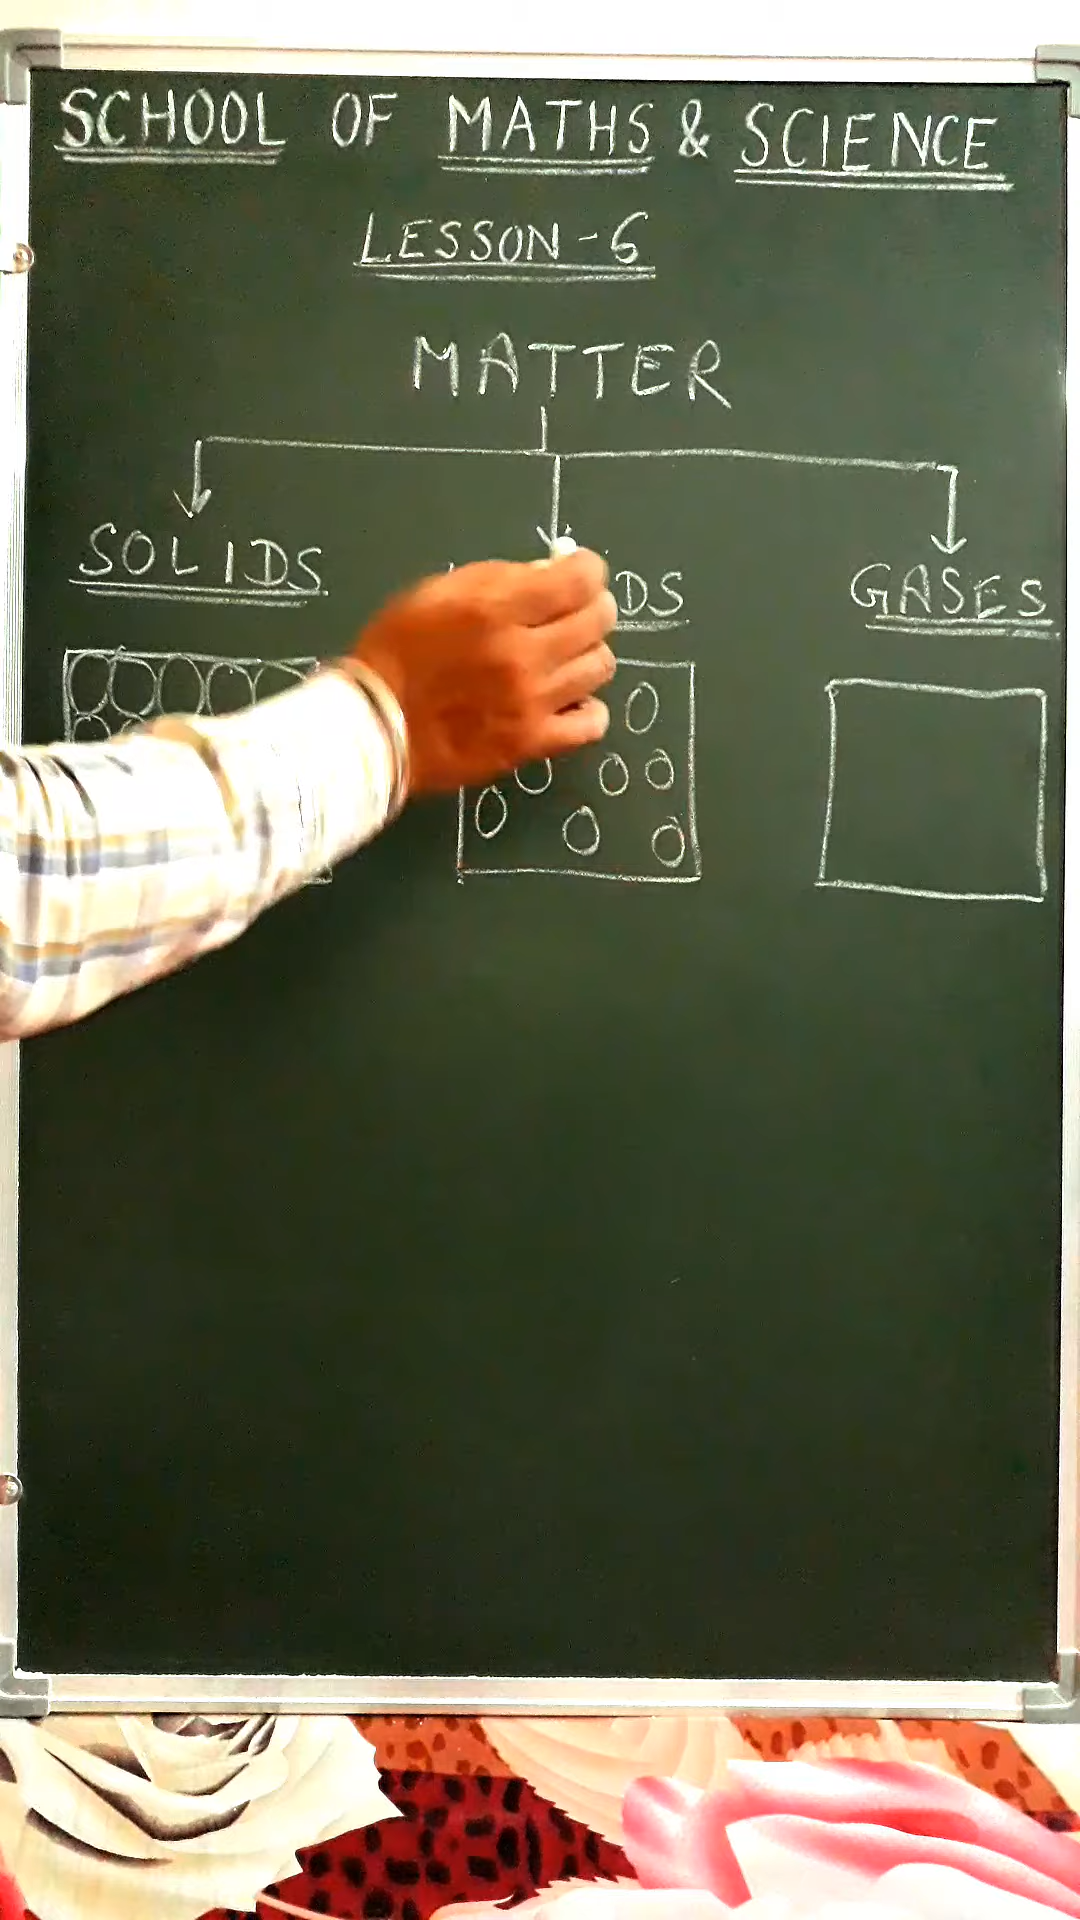 SCHOOL OF MATHS & SCIENCE
LESSON-6
MATTER
SOLIDS GASES